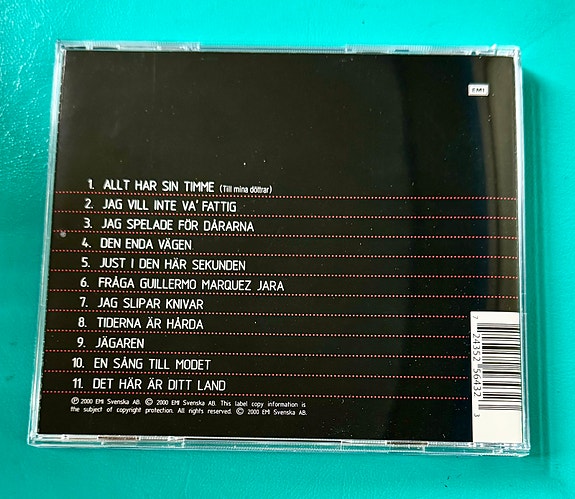 EMI
1. ALLT HAR SIN TIMME (Till mina döttrar)
2. JAG VILL INTE VA' FATTIG
3. JAG SPELADE FÖR DÅRARNA
4. DEN ENDA VÄGEN
5. JUST I DEN HÄR SEKUNDEN
6. FRÅGA GUILLERMO MARQUEZ JARA
7. JAG SLIPAR KNIVAR
8. TIDERNA ÄR HÅRDA
9. JÄGAREN
10. EN SÅNG TILL MODET
11. DET HÄR ÄR DITT LAND
℗ 2000 EMI Svenska AB. © 2000 EMI Svenska AB. This label copy information is
the subject of copyright protection. All rights reserved. © 2000 EMI Svenska AB.
7 24352 56432 3